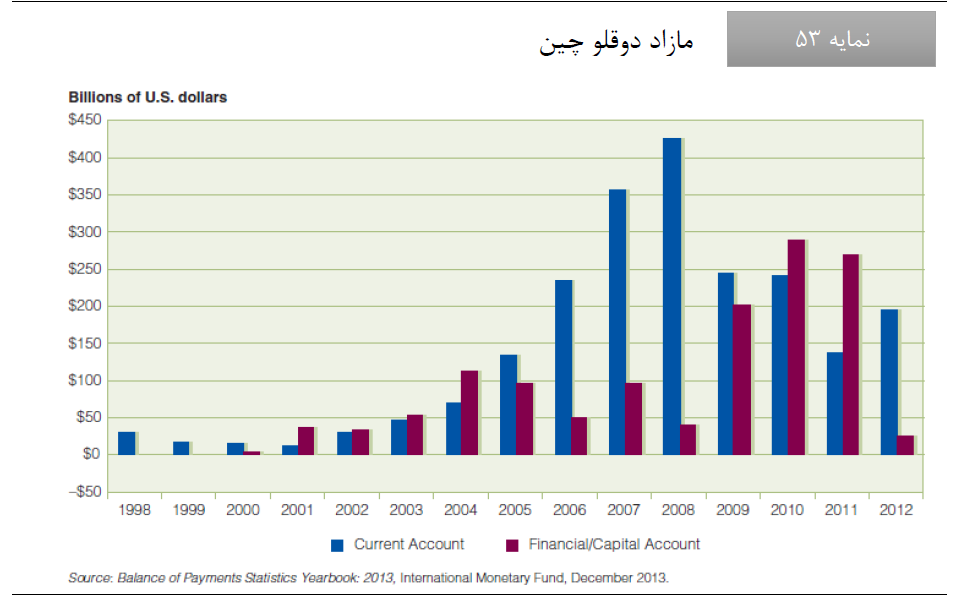 نمایه ۵۳
مازاد دوقلو چین
Billions of U.S. dollars
$450
$400
$350
$300
$250
$200
$150
$100
$50
$0
–$50
1998 1999 2000 2001 2002 2003 2004 2005 2006 2007 2008 2009 2010 2011 2012
Current Account Financial/Capital Account
Source: Balance of Payments Statistics Yearbook: 2013, International Monetary Fund, December 2013.